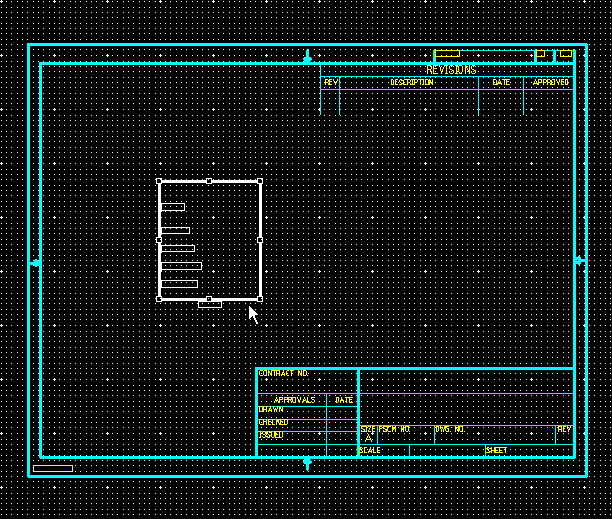 REVISIONS
REV DESCRIPTION DATE APPROVED
CONTRACT NO.
APPROVALS DATE
DRAWN
CHECKED
ISSUED
SIZE FSCM NO. DWG. NO. REV
A
SCALE SHEET